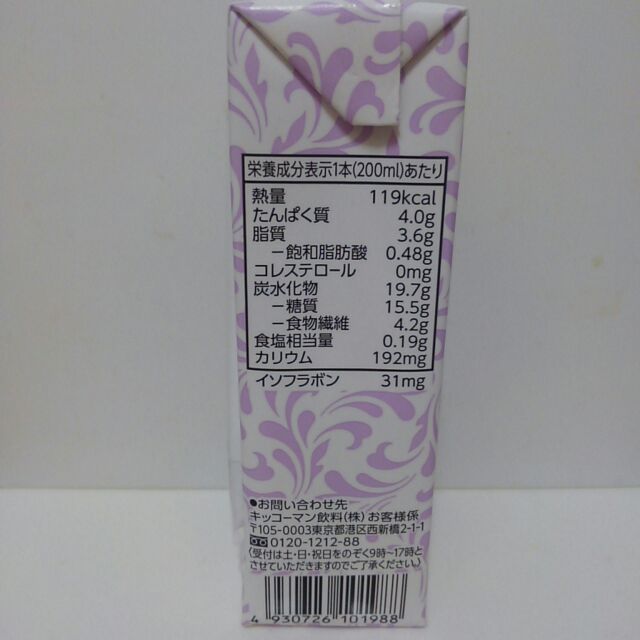 栄養成分表示1本(200ml)あたり
熱量 119kcal
たんぱく質 4.0g
脂質 3.6g
－飽和脂肪酸 0.48g
コレステロール 0mg
炭水化物 19.7g
－糖質 15.5g
－食物繊維 4.2g
食塩相当量 0.19g
カリウム 192mg
イソフラボン 31mg
●お問い合わせ先
キッコーマン飲料(株)お客様係
〒105-0003東京都港区西新橋2-1-1
0120-1212-88
(受付は土・日・祝日をのぞく9時〜17時と
させていただきますのでご了承ください)
4 930726 101988